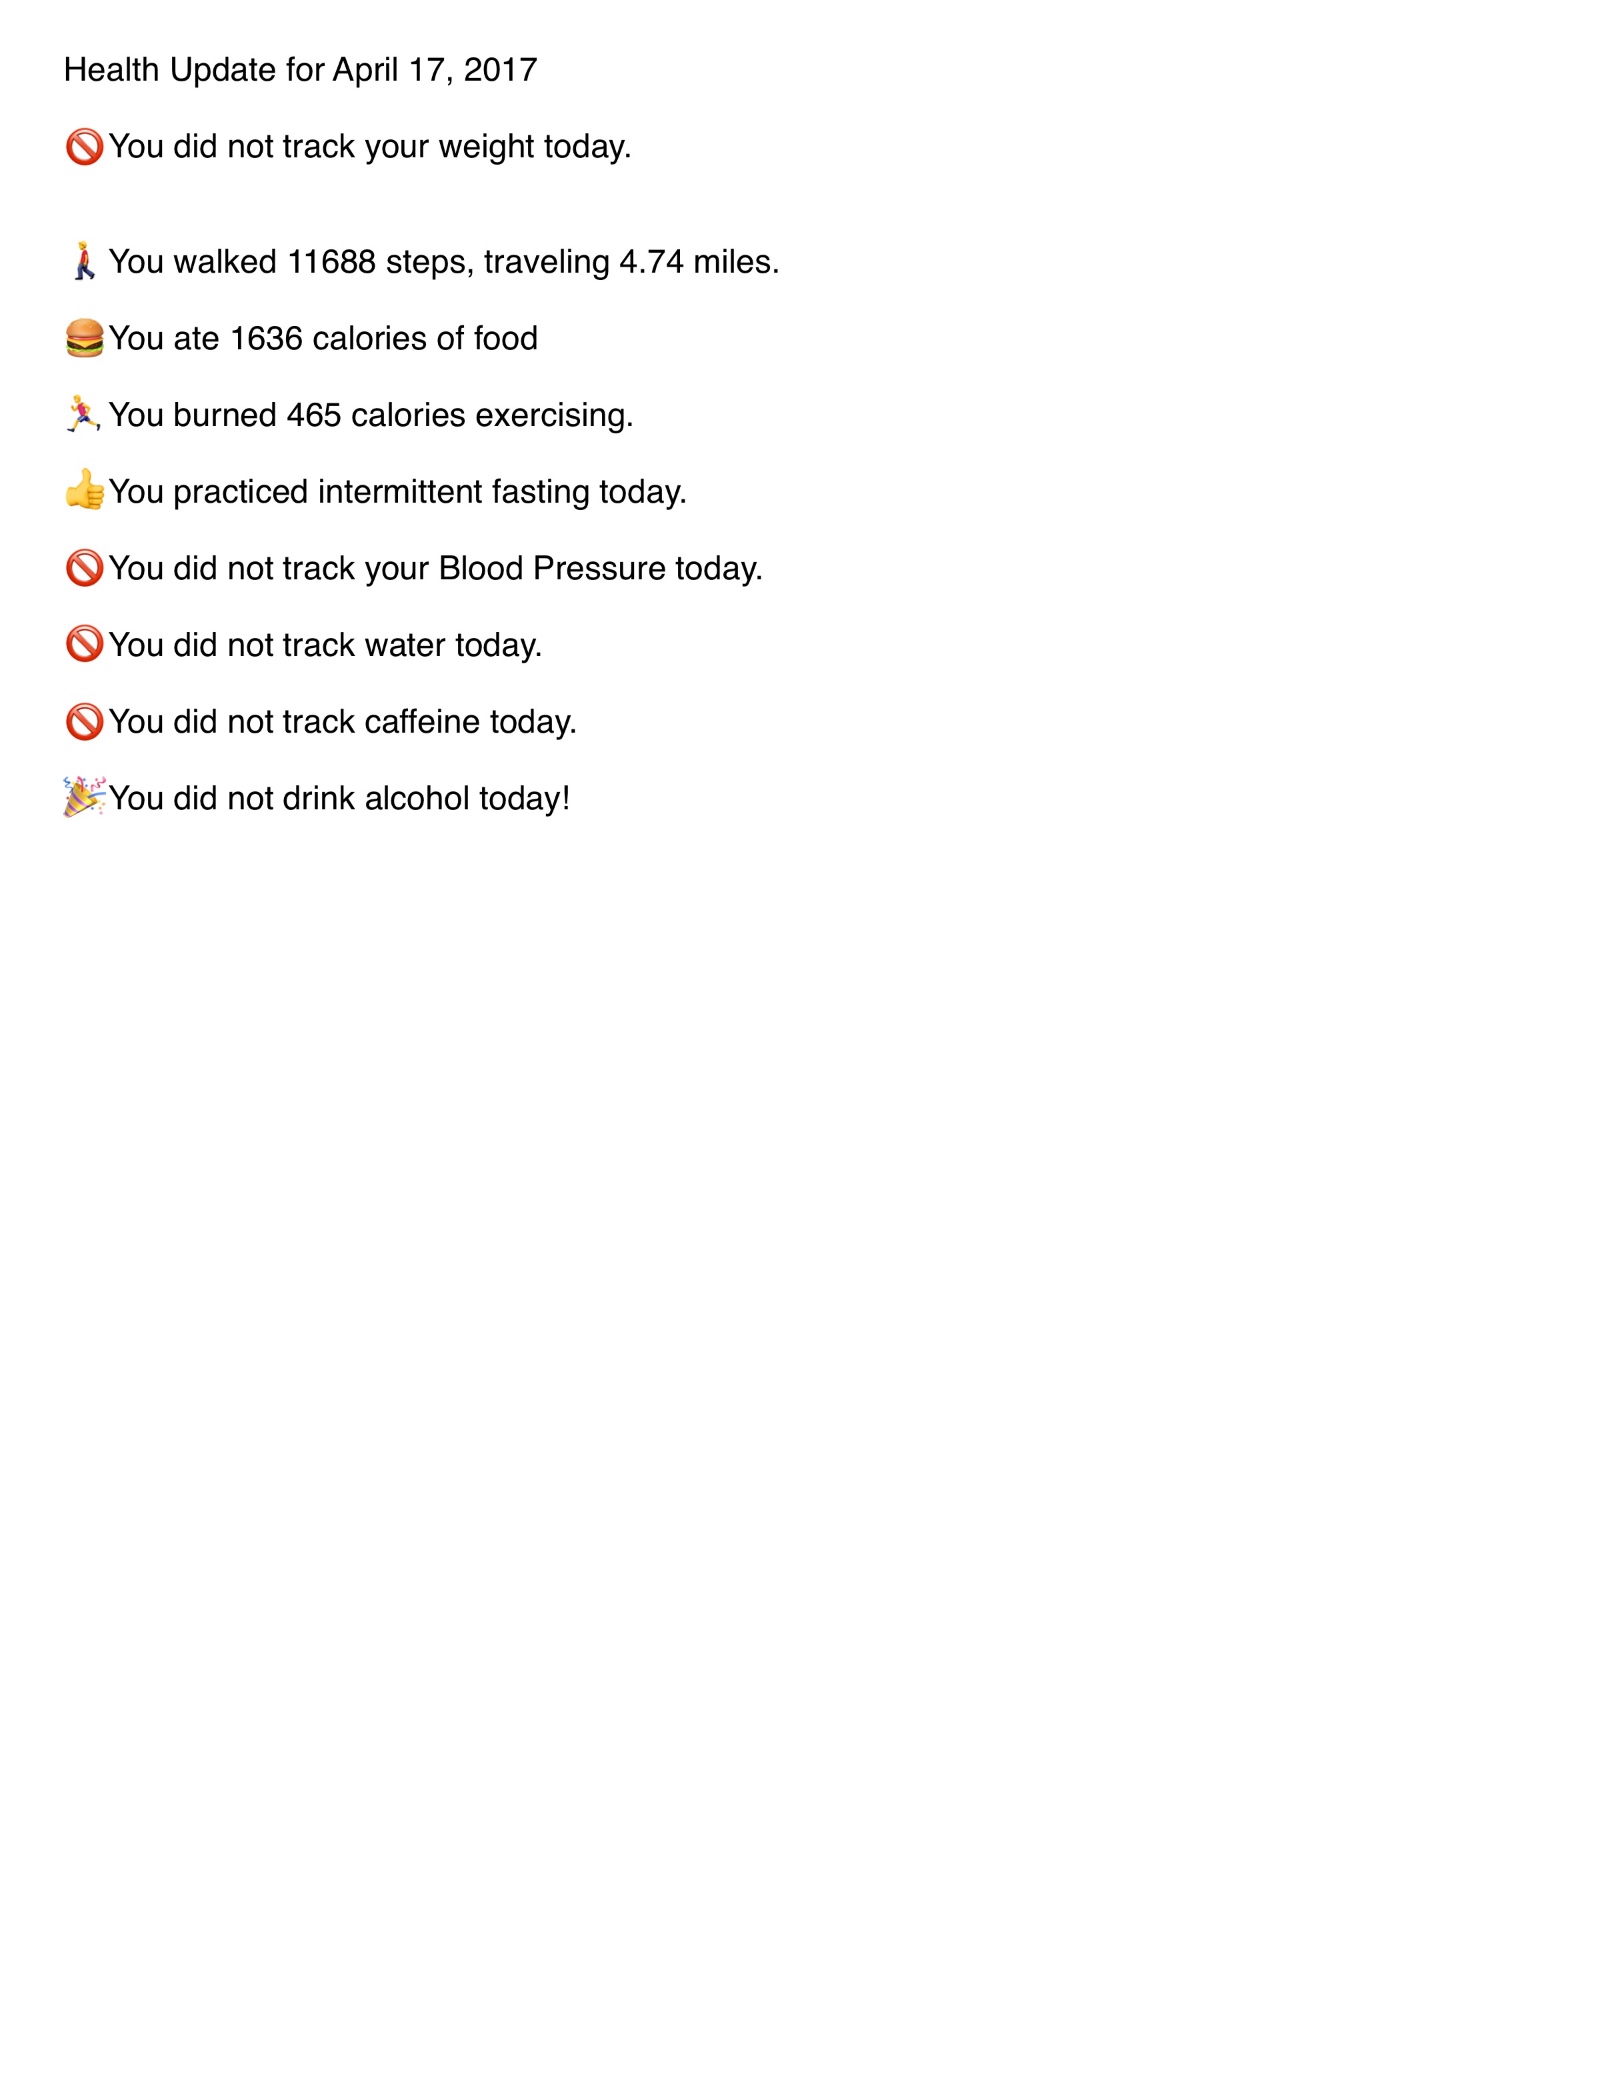 Health Update for April 17, 2017
🚫You did not track your weight today.
🚶You walked 11688 steps, traveling 4.74 miles.
🍔You ate 1636 calories of food
🏃You burned 465 calories exercising.
👍You practiced intermittent fasting today.
🚫You did not track your Blood Pressure today.
🚫You did not track water today.
🚫You did not track caffeine today.
🎉You did not drink alcohol today!